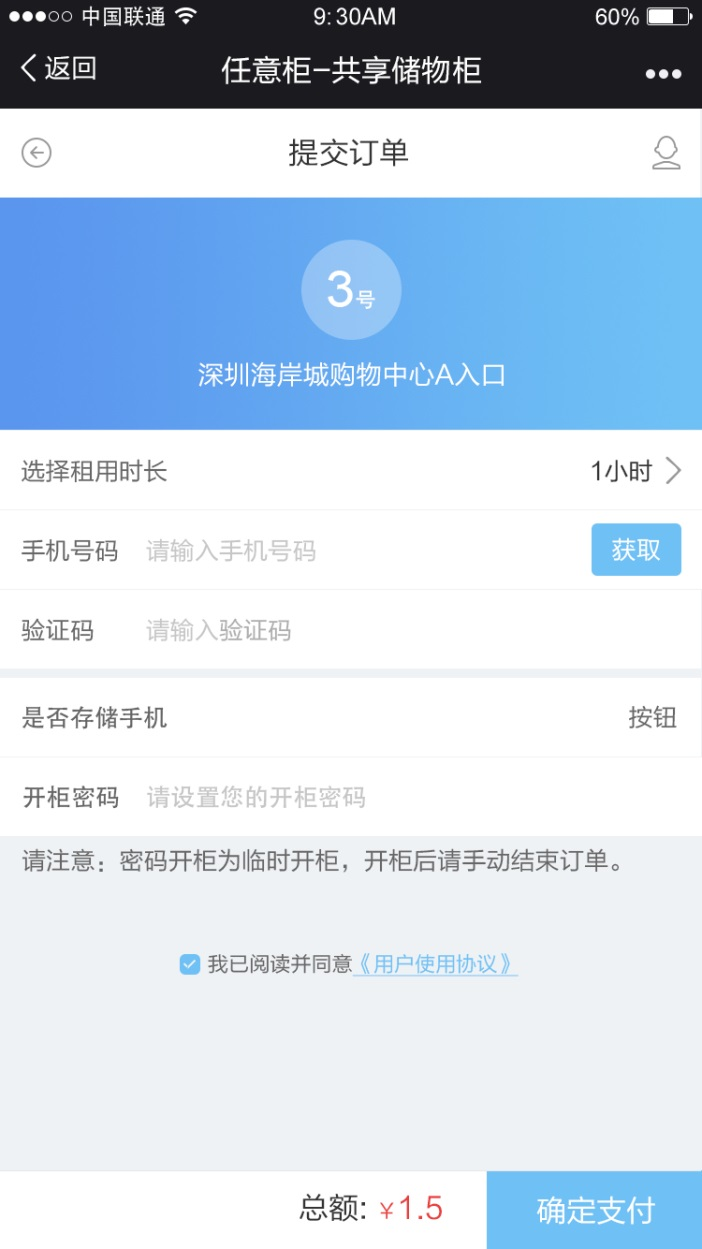 中国联通 9:30AM 60%
返回 任意柜-共享储物柜
提交订单
3号
深圳海岸城购物中心A入口
选择租用时长 1小时
手机号码 请输入手机号码 获取
验证码 请输入验证码
是否存储手机 按钮
开柜密码 请设置您的开柜密码
请注意：密码开柜为临时开柜，开柜后请手动结束订单。
我已阅读并同意《用户使用协议》
总额: ¥1.5 确定支付